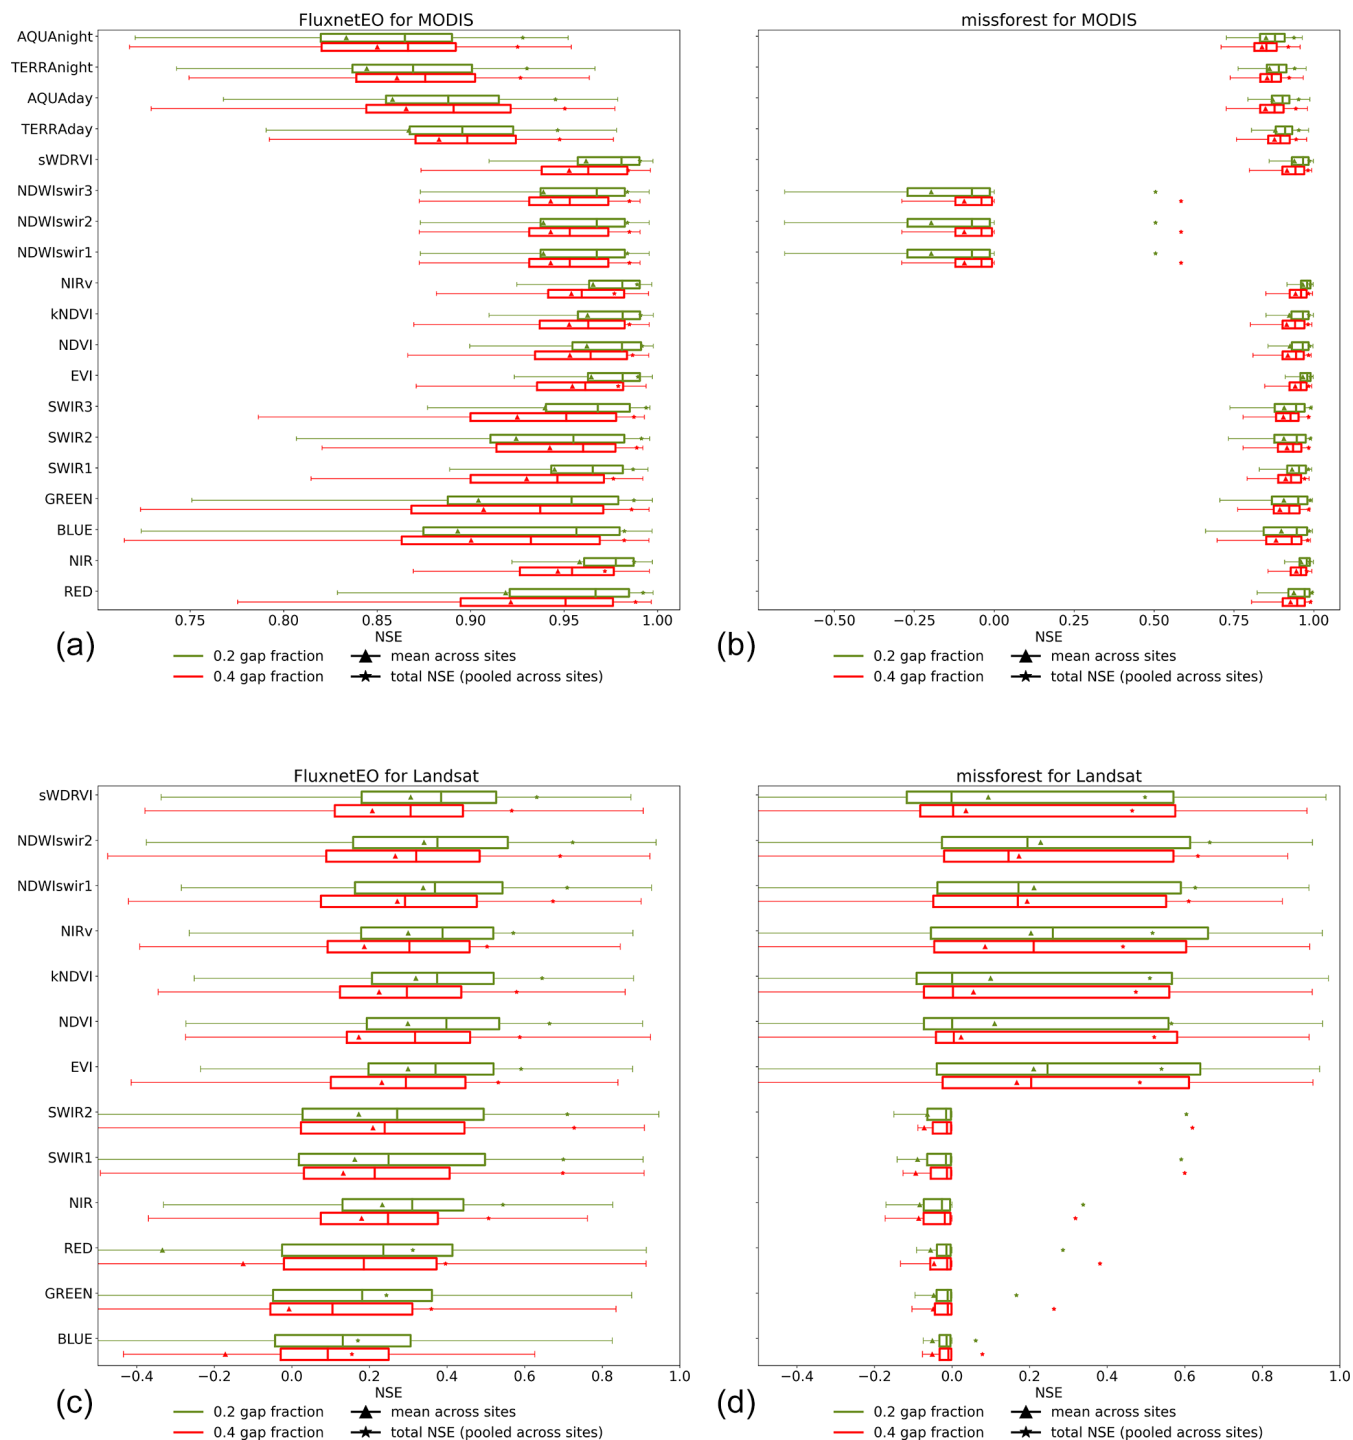 FluxnetEO for MODIS
AQUAnight
TERRAnight
AQUAday
TERRAday
sWDRVI
NDWIswir3
NDWIswir2
NDWIswir1
NIRv
kNDVI
NDVI
EVI
SWIR3
SWIR2
SWIR1
GREEN
BLUE
NIR
RED
0.75 0.80 0.85 0.90 0.95 1.00
NSE
(a)
0.2 gap fraction mean across sites
0.4 gap fraction total NSE (pooled across sites)
missforest for MODIS
−0.50 −0.25 0.00 0.25 0.50 0.75 1.00
NSE
(b)
0.2 gap fraction mean across sites
0.4 gap fraction total NSE (pooled across sites)
FluxnetEO for Landsat
sWDRVI
NDWIswir2
NDWIswir1
NIRv
kNDVI
NDVI
EVI
SWIR2
SWIR1
NIR
RED
GREEN
BLUE
−0.4 −0.2 0.0 0.2 0.4 0.6 0.8 1.0
NSE
(c)
0.2 gap fraction mean across sites
0.4 gap fraction total NSE (pooled across sites)
missforest for Landsat
−0.4 −0.2 0.0 0.2 0.4 0.6 0.8 1.0
NSE
(d)
0.2 gap fraction mean across sites
0.4 gap fraction total NSE (pooled across sites)